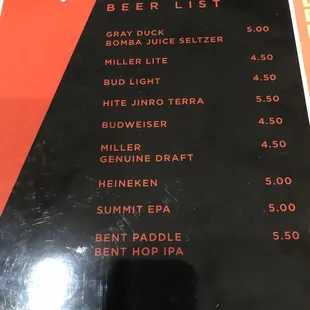 BEER LIST
GRAY DUCK 5.00
BOMBA JUICE SELTZER
MILLER LITE 4.50
BUD LIGHT 4.50
HITE JINRO TERRA 5.50
BUDWEISER 4.50
MILLER 4.50
GENUINE DRAFT
HEINEKEN 5.00
SUMMIT EPA 5.00
BENT PADDLE 5.50
BENT HOP IPA